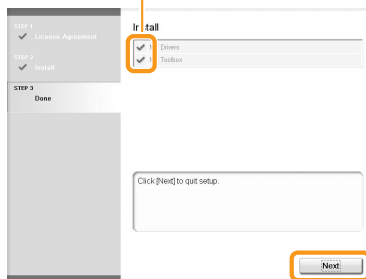 STEP 1
License Agreement
STEP 2
Install
STEP 3
Done
Install
Drivers
Toolbox
Click [Next] to quit setup.
Next